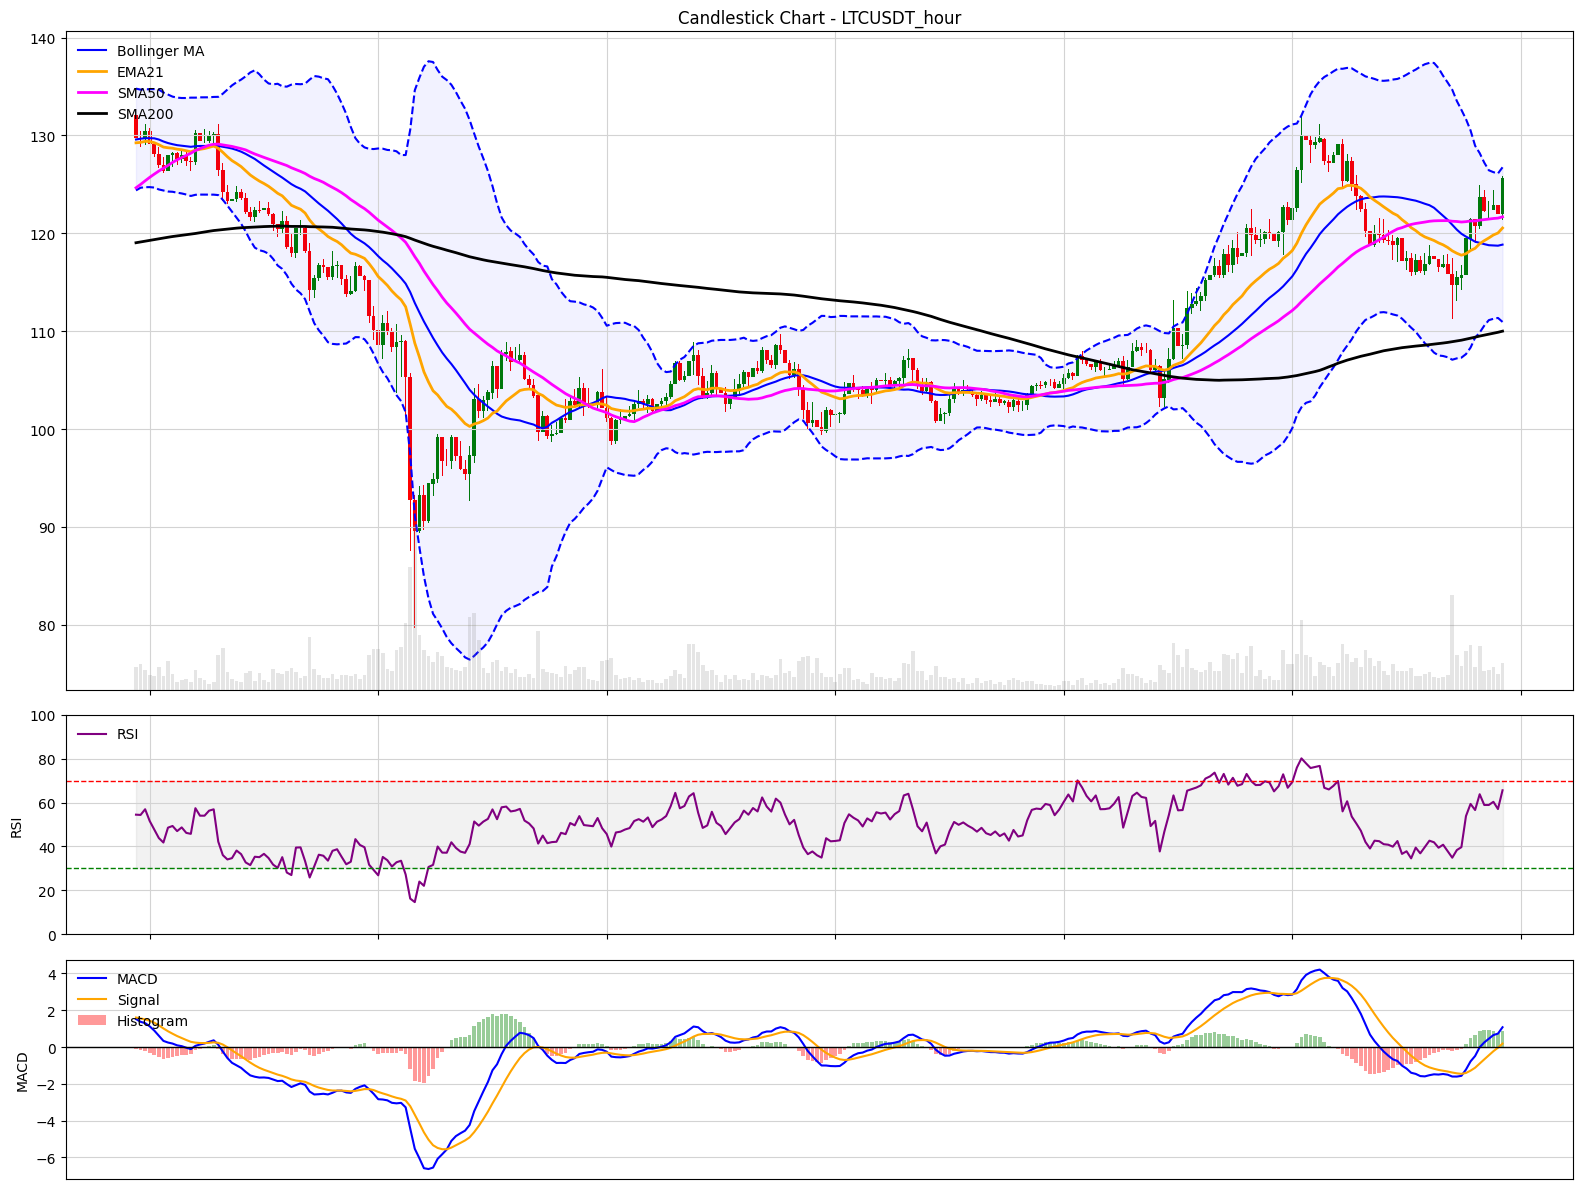 Candlestick Chart - LTCUSDT_hour
140
130
120
110
100
90
80
Bollinger MA
EMA21
SMA50
SMA200
100
80
60
40
20
0
RSI
RSI
4
2
0
−2
−4
−6
MACD
MACD
Signal
Histogram